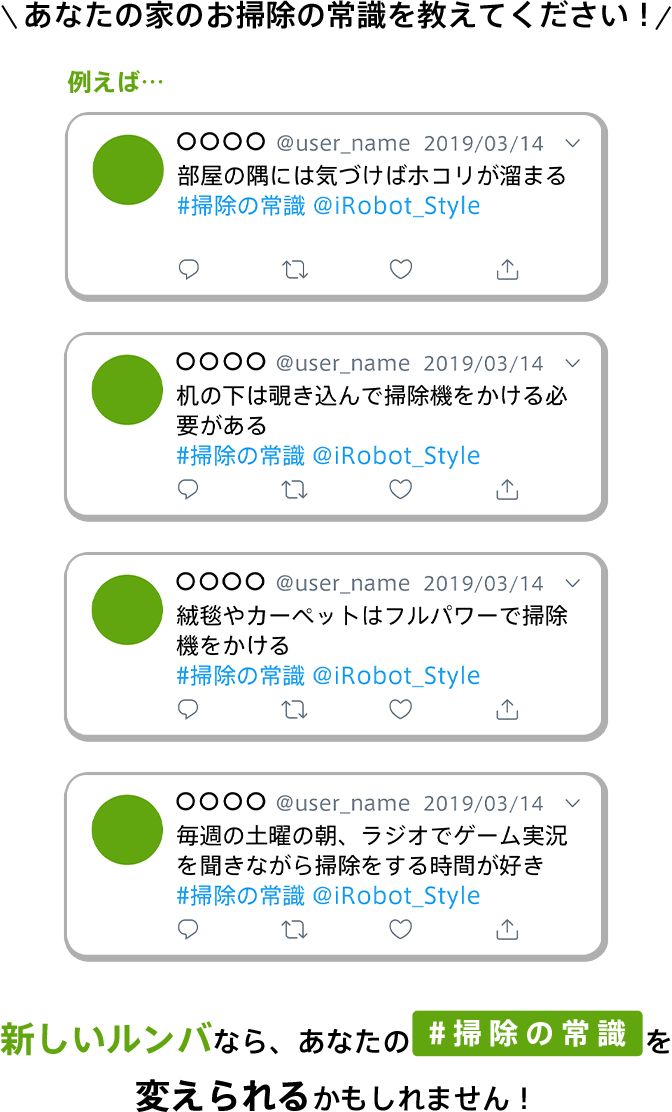 \ あなたの家のお掃除の常識を教えてください！/
例えば…
〇〇〇〇 @user_name 2019/03/14
部屋の隅には気づけばホコリが溜まる
#掃除の常識 @iRobot_Style
〇〇〇〇 @user_name 2019/03/14
机の下は覗き込んで掃除機をかける必
要がある
#掃除の常識 @iRobot_Style
〇〇〇〇 @user_name 2019/03/14
絨毯やカーペットはフルパワーで掃除
機をかける
#掃除の常識 @iRobot_Style
〇〇〇〇 @user_name 2019/03/14
毎週の土曜の朝、ラジオでゲーム実況
を聞きながら掃除をする時間が好き
#掃除の常識 @iRobot_Style
新しいルンバなら、あなたの #掃除の常識 を
変えられるかもしれません！